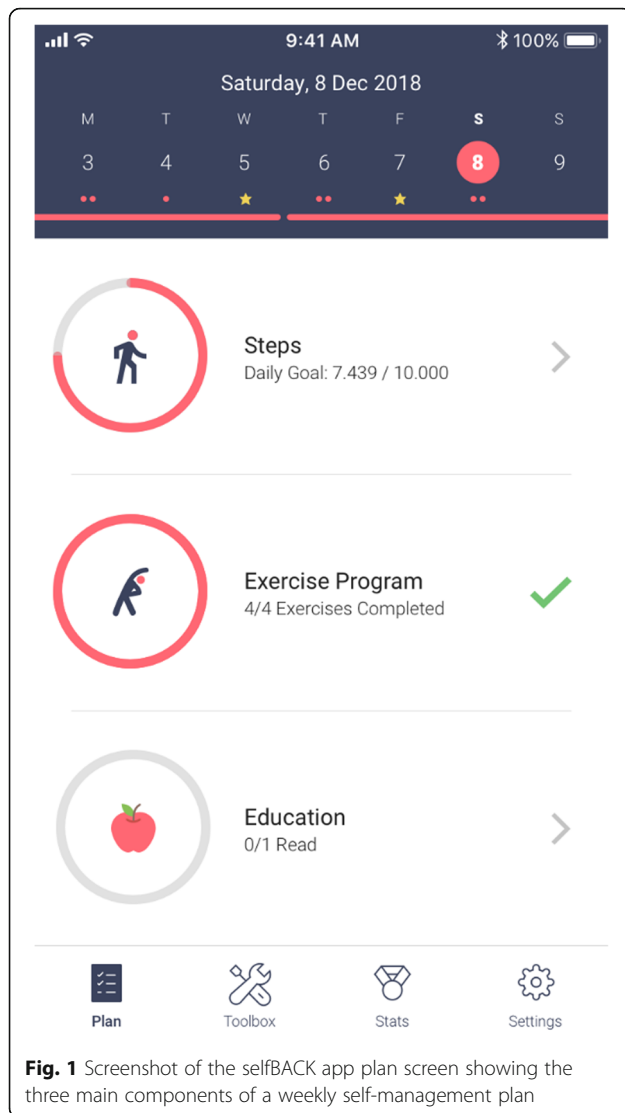 9:41 AM 100%
Saturday, 8 Dec 2018
M T W T F S S
3 4 5 6 7 8 9
Steps
Daily Goal: 7.439 / 10.000
Exercise Program
4/4 Exercises Completed
Education
0/1 Read
Plan Toolbox Stats Settings
Fig. 1 Screenshot of the selfBACK app plan screen showing the
three main components of a weekly self-management plan